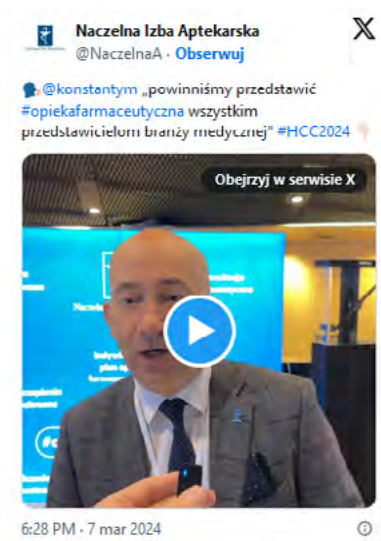 Naczelna Izba Aptekarska
@NaczelnaA · Obserwuj
@konstantym „powinniśmy przedstawić
#opiekafarmaceutyczna wszystkim
przedstawicielom branży medycznej" #HCC2024
Obejrzyj w serwisie X
6:28 PM · 7 mar 2024